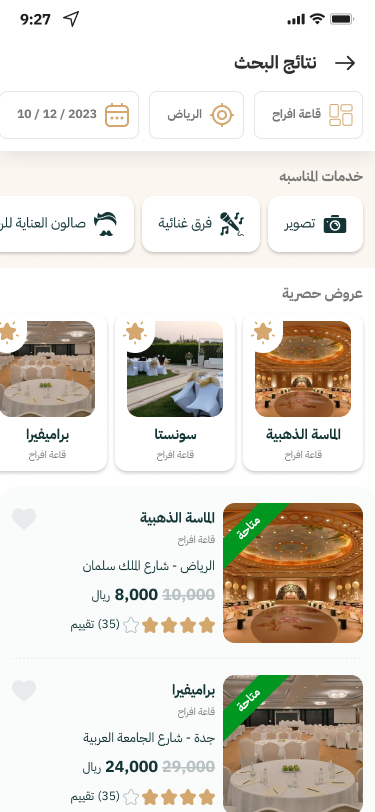 9:27
نتائج البحث
قاعة افراح
الرياض
10 / 12 / 2023
خدمات المناسبه
تصوير
فرق غنائية
صالون العناية للر
عروض حصرية
الماسة الذهبية
قاعة افراح
سونستا
قاعة افراح
براميفيرا
قاعة افراح
متاحة
الماسة الذهبية
قاعة افراح
الرياض - شارع الملك سلمان
10,000 8,000 ريال
(35) تقييم
متاحة
براميفيرا
قاعة افراح
جدة - شارع الجامعة العربية
29,000 24,000 ريال
(35) تقييم